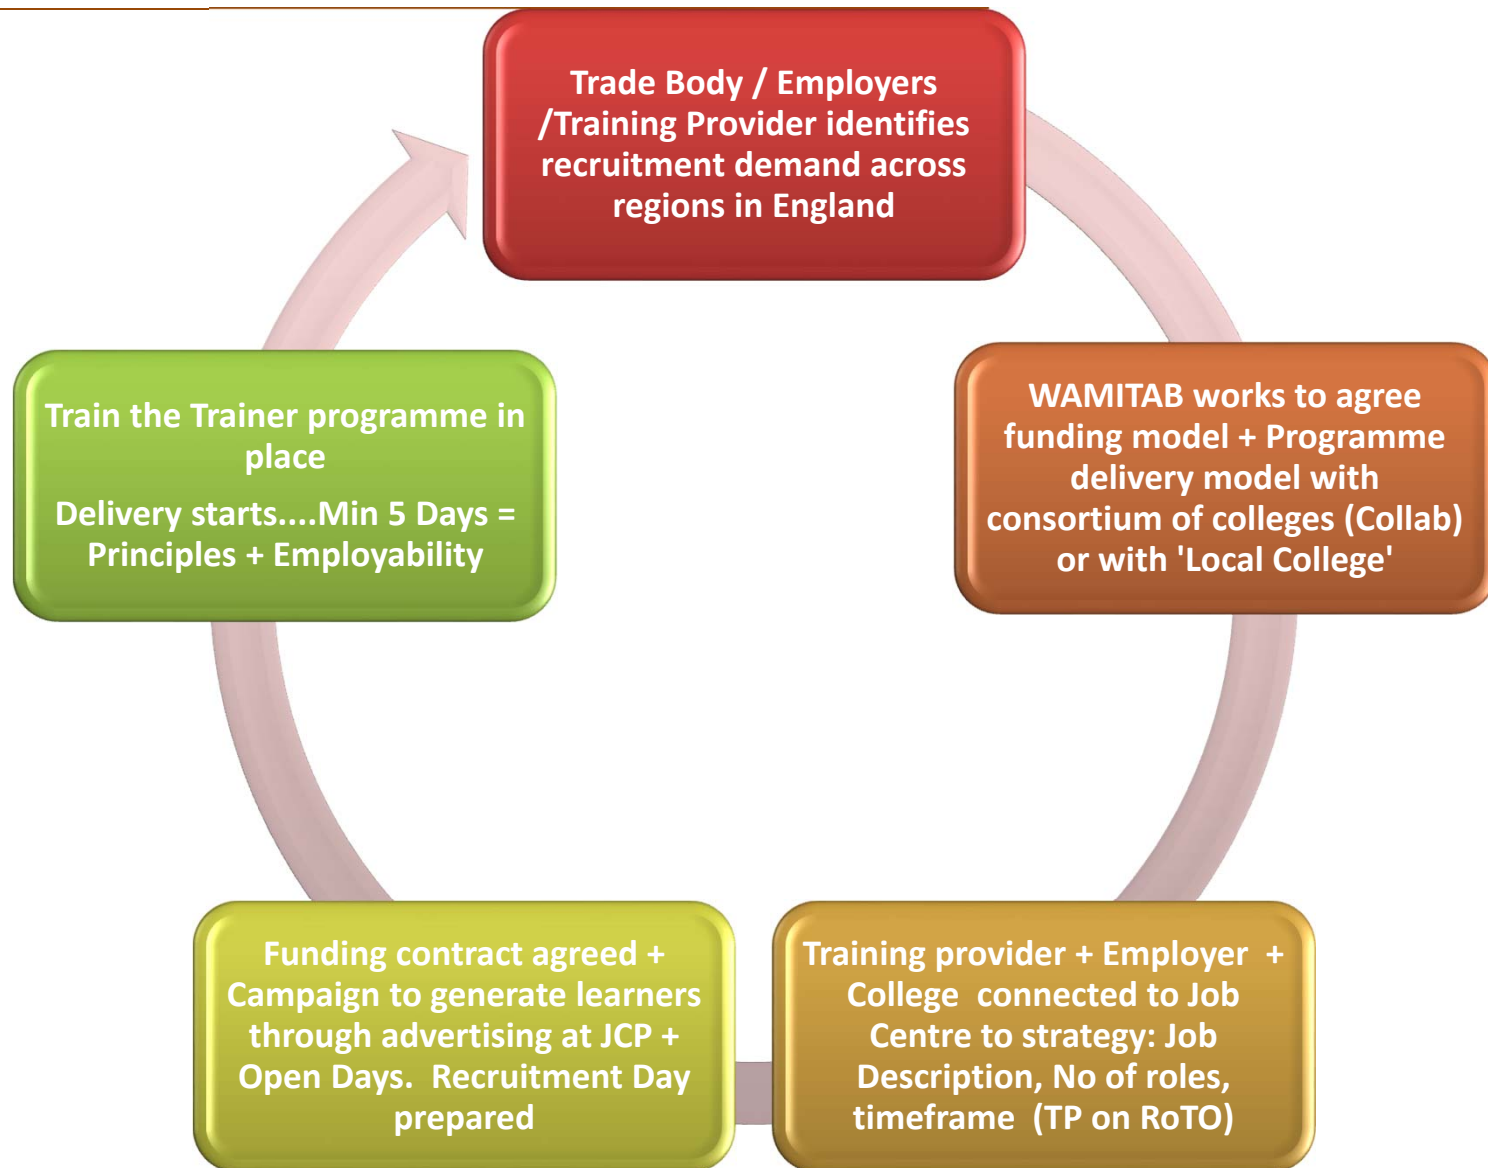 Trade Body / Employers
/Training Provider identifies
recruitment demand across
regions in England
WAMITAB works to agree
funding model + Programme
delivery model with
consortium of colleges (Collab)
or with 'Local College'
Training provider + Employer  +
College  connected to Job
Centre to strategy: Job
Description, No of roles,
timeframe  (TP on RoTO)
Funding contract agreed +
Campaign to generate learners
through advertising at JCP +
Open Days.  Recruitment Day
prepared
Train the Trainer programme in
place
Delivery starts....Min 5 Days =
Principles + Employability